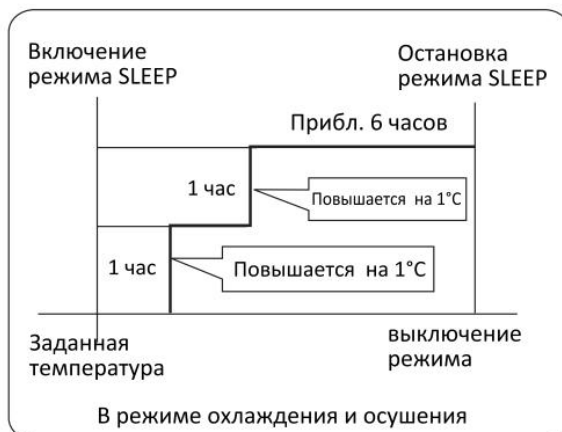 Включение
режима SLEEP
Остановка
режима SLEEP
Прибл. 6 часов
1 час
Повышается на 1°C
1 час
Повышается на 1°C
Заданная
температура
выключение
режима
В режиме охлаждения и осушения